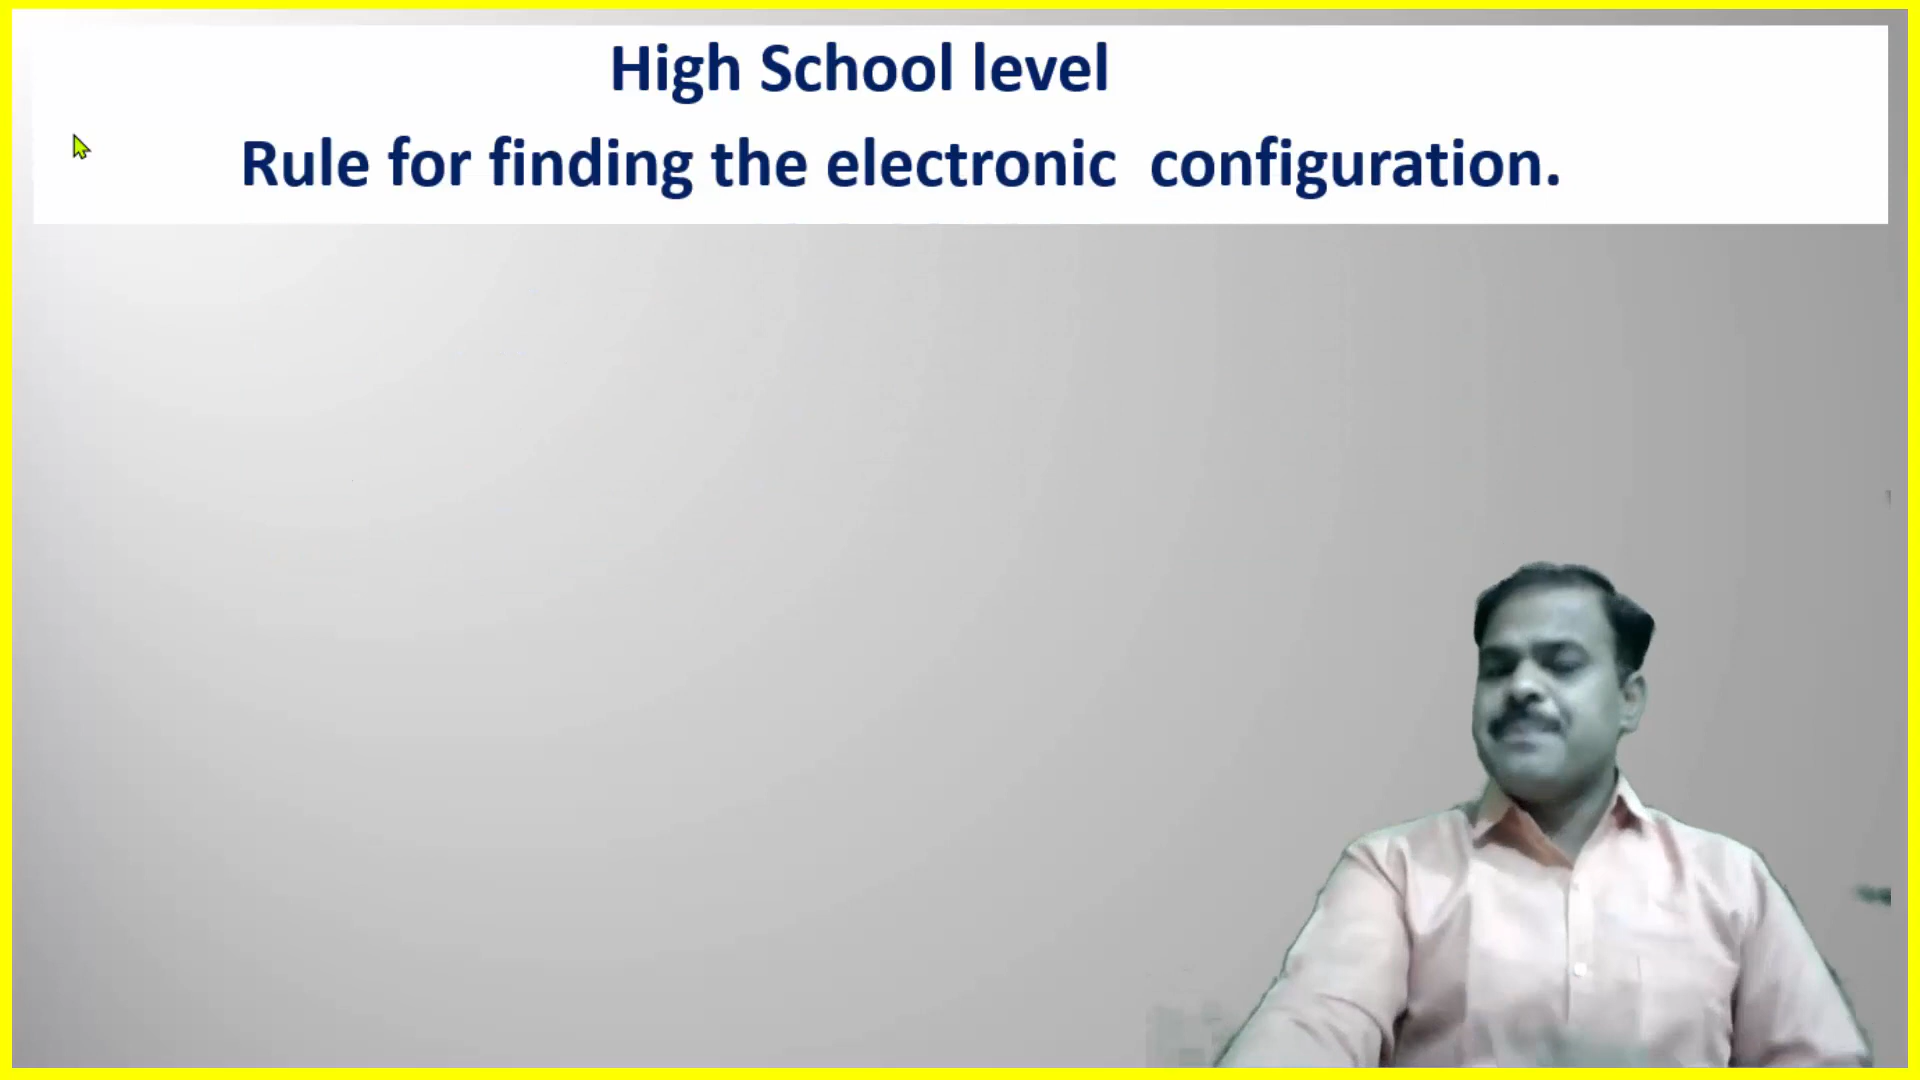 High School level
Rule for finding the electronic configuration.